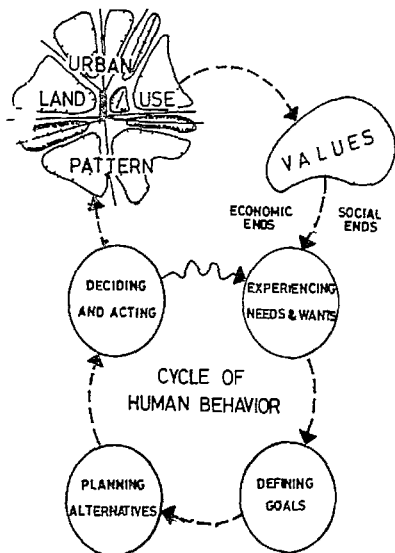 URBAN
LAND USE
PATTERN
VALUES
ECONOMIC ENDS
SOCIAL ENDS
DECIDING
AND ACTING
EXPERIENCING
NEEDS & WANTS
CYCLE OF
HUMAN BEHAVIOR
PLANNING
ALTERNATIVES
DEFINING
GOALS